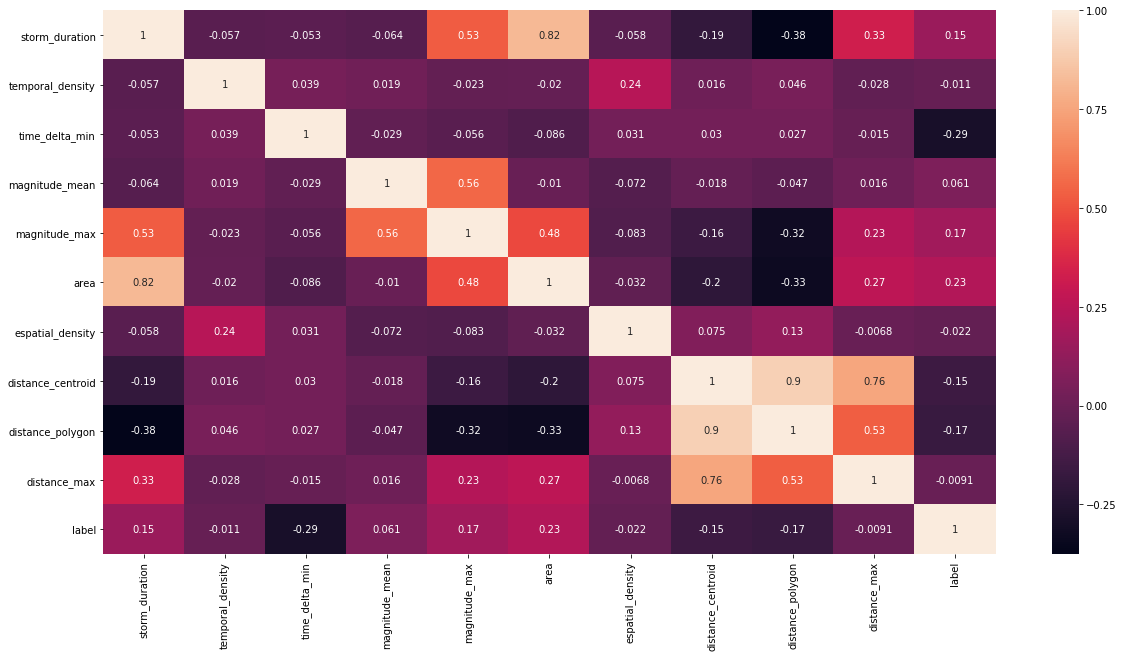 storm_duration 1 -0.057 -0.053 -0.064 0.53 0.82 -0.058 -0.19 -0.38 0.33 0.15
temporal_density -0.057 1 0.039 0.019 -0.023 -0.02 0.24 0.016 0.046 -0.028 -0.011
time_delta_min -0.053 0.039 1 -0.029 -0.056 -0.086 0.031 0.03 0.027 -0.015 -0.29
magnitude_mean -0.064 0.019 -0.029 1 0.56 -0.01 -0.072 -0.018 -0.047 0.016 0.061
magnitude_max 0.53 -0.023 -0.056 0.56 1 0.48 -0.083 -0.16 -0.32 0.23 0.17
area 0.82 -0.02 -0.086 -0.01 0.48 1 -0.032 -0.2 -0.33 0.27 0.23
espatial_density -0.058 0.24 0.031 -0.072 -0.083 -0.032 1 0.075 0.13 -0.0068 -0.022
distance_centroid -0.19 0.016 0.03 -0.018 -0.16 -0.2 0.075 1 0.9 0.76 -0.15
distance_polygon -0.38 0.046 0.027 -0.047 -0.32 -0.33 0.13 0.9 1 0.53 -0.17
distance_max 0.33 -0.028 -0.015 0.016 0.23 0.27 -0.0068 0.76 0.53 1 -0.0091
label 0.15 -0.011 -0.29 0.061 0.17 0.23 -0.022 -0.15 -0.17 -0.0091 1
storm_duration
temporal_density
time_delta_min
magnitude_mean
magnitude_max
area
espatial_density
distance_centroid
distance_polygon
distance_max
label
1.00
0.75
0.50
0.25
0.00
−0.25